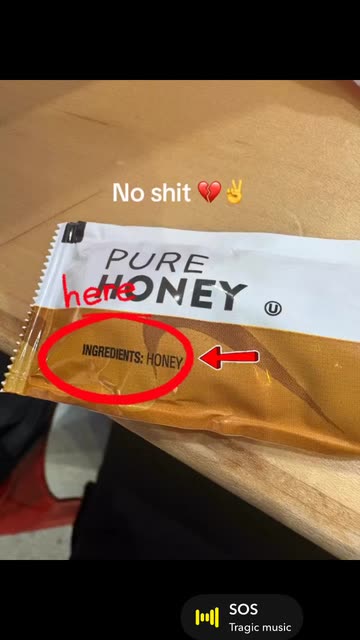 No shit 💔✌️
PURE
here
HONEY
U
INGREDIENTS: HONEY
SOS
Tragic music